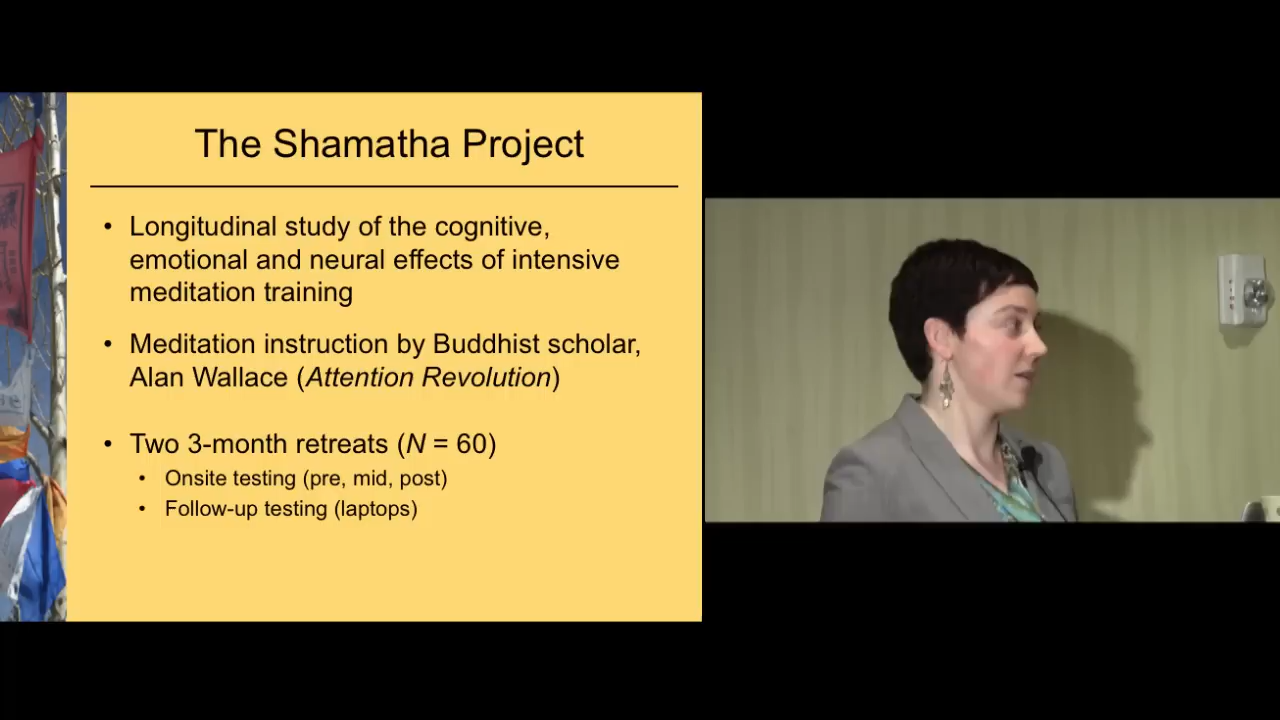 The Shamatha Project
• Longitudinal study of the cognitive,
emotional and neural effects of intensive
meditation training
• Meditation instruction by Buddhist scholar,
Alan Wallace (Attention Revolution)
• Two 3-month retreats (N = 60)
• Onsite testing (pre, mid, post)
• Follow-up testing (laptops)